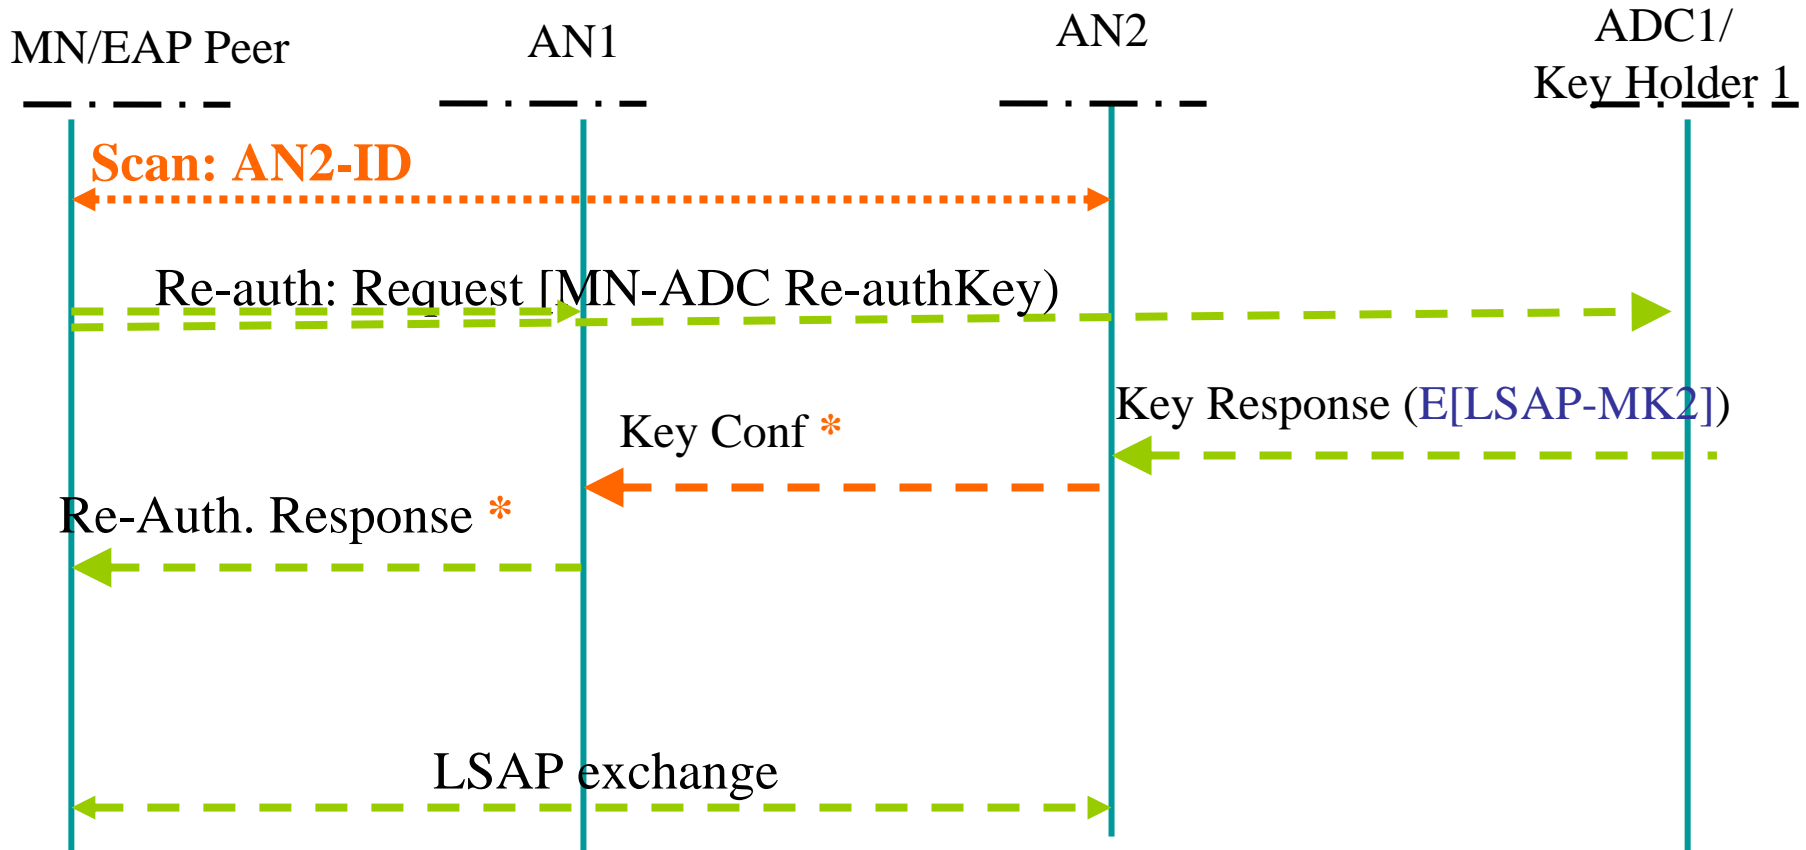 MN/EAP Peer
AN1
AN2
ADC1/
Key Holder 1
Scan: AN2-ID
Re-auth: Request [MN-ADC Re-authKey)
Key Response (E[LSAP-MK2])
Key Conf *
Re-Auth. Response *
LSAP exchange